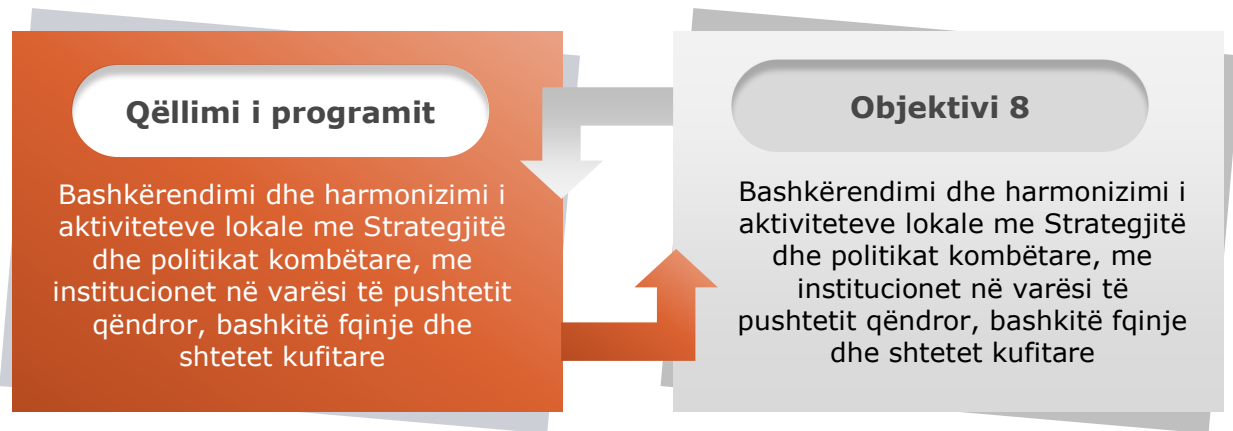 Qëllimi i programit
Bashkërendimi dhe harmonizimi i
aktiviteteve lokale me Strategjitë
dhe politikat kombëtare, me
institucionet në varësi të pushtetit
qëndror, bashkitë fqinje dhe
shtetet kufitare
Objektivi 8
Bashkërendimi dhe harmonizimi i
aktiviteteve lokale me Strategjitë
dhe politikat kombëtare, me
institucionet në varësi të
pushtetit qëndror, bashkitë fqinje
dhe shtetet kufitare